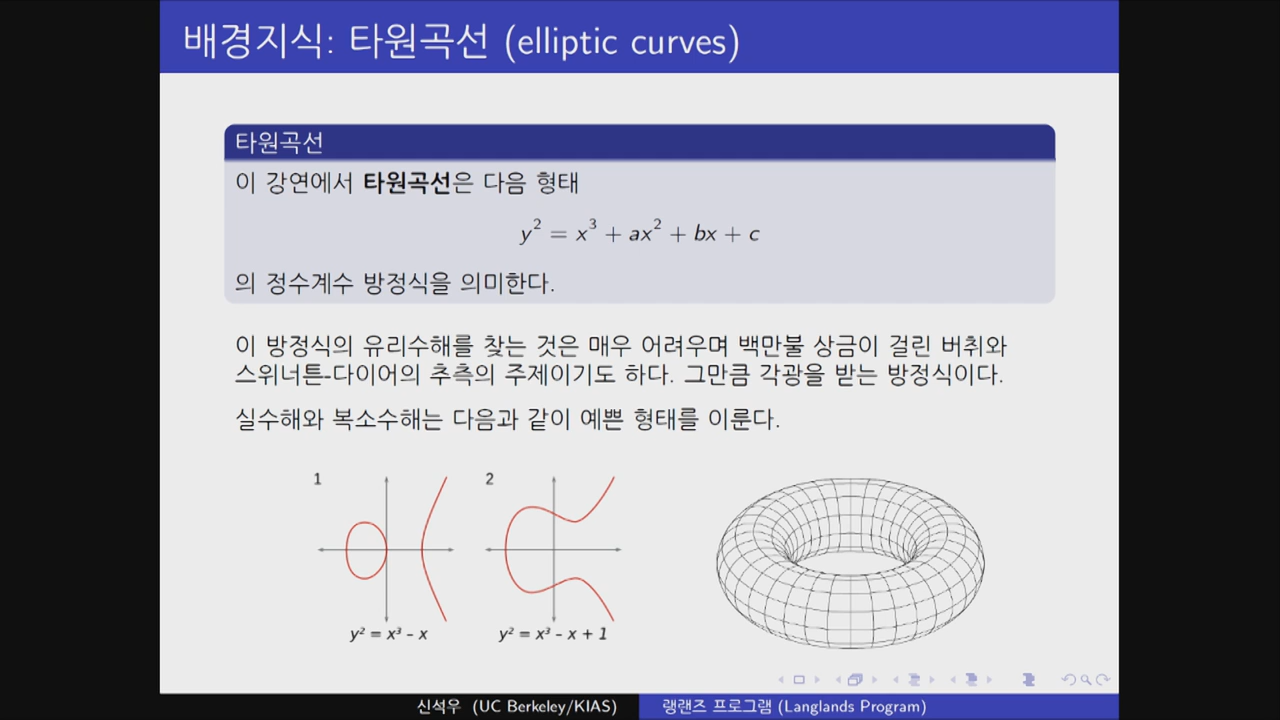 배경지식: 타원곡선 (elliptic curves)
타원곡선
이 강연에서 타원곡선은 다음 형태
y² = x³ + ax² + bx + c
의 정수계수 방정식을 의미한다.
이 방정식의 유리수해를 찾는 것은 매우 어려우며 백만불 상금이 걸린 버취와
스위너튼-다이어의 추측의 주제이기도 하다. 그만큼 각광을 받는 방정식이다.
실수해와 복소수해는 다음과 같이 예쁜 형태를 이룬다.
1
2
y² = x³ – x
y² = x³ – x + 1
신석우 (UC Berkeley/KIAS)
랭랜즈 프로그램 (Langlands Program)